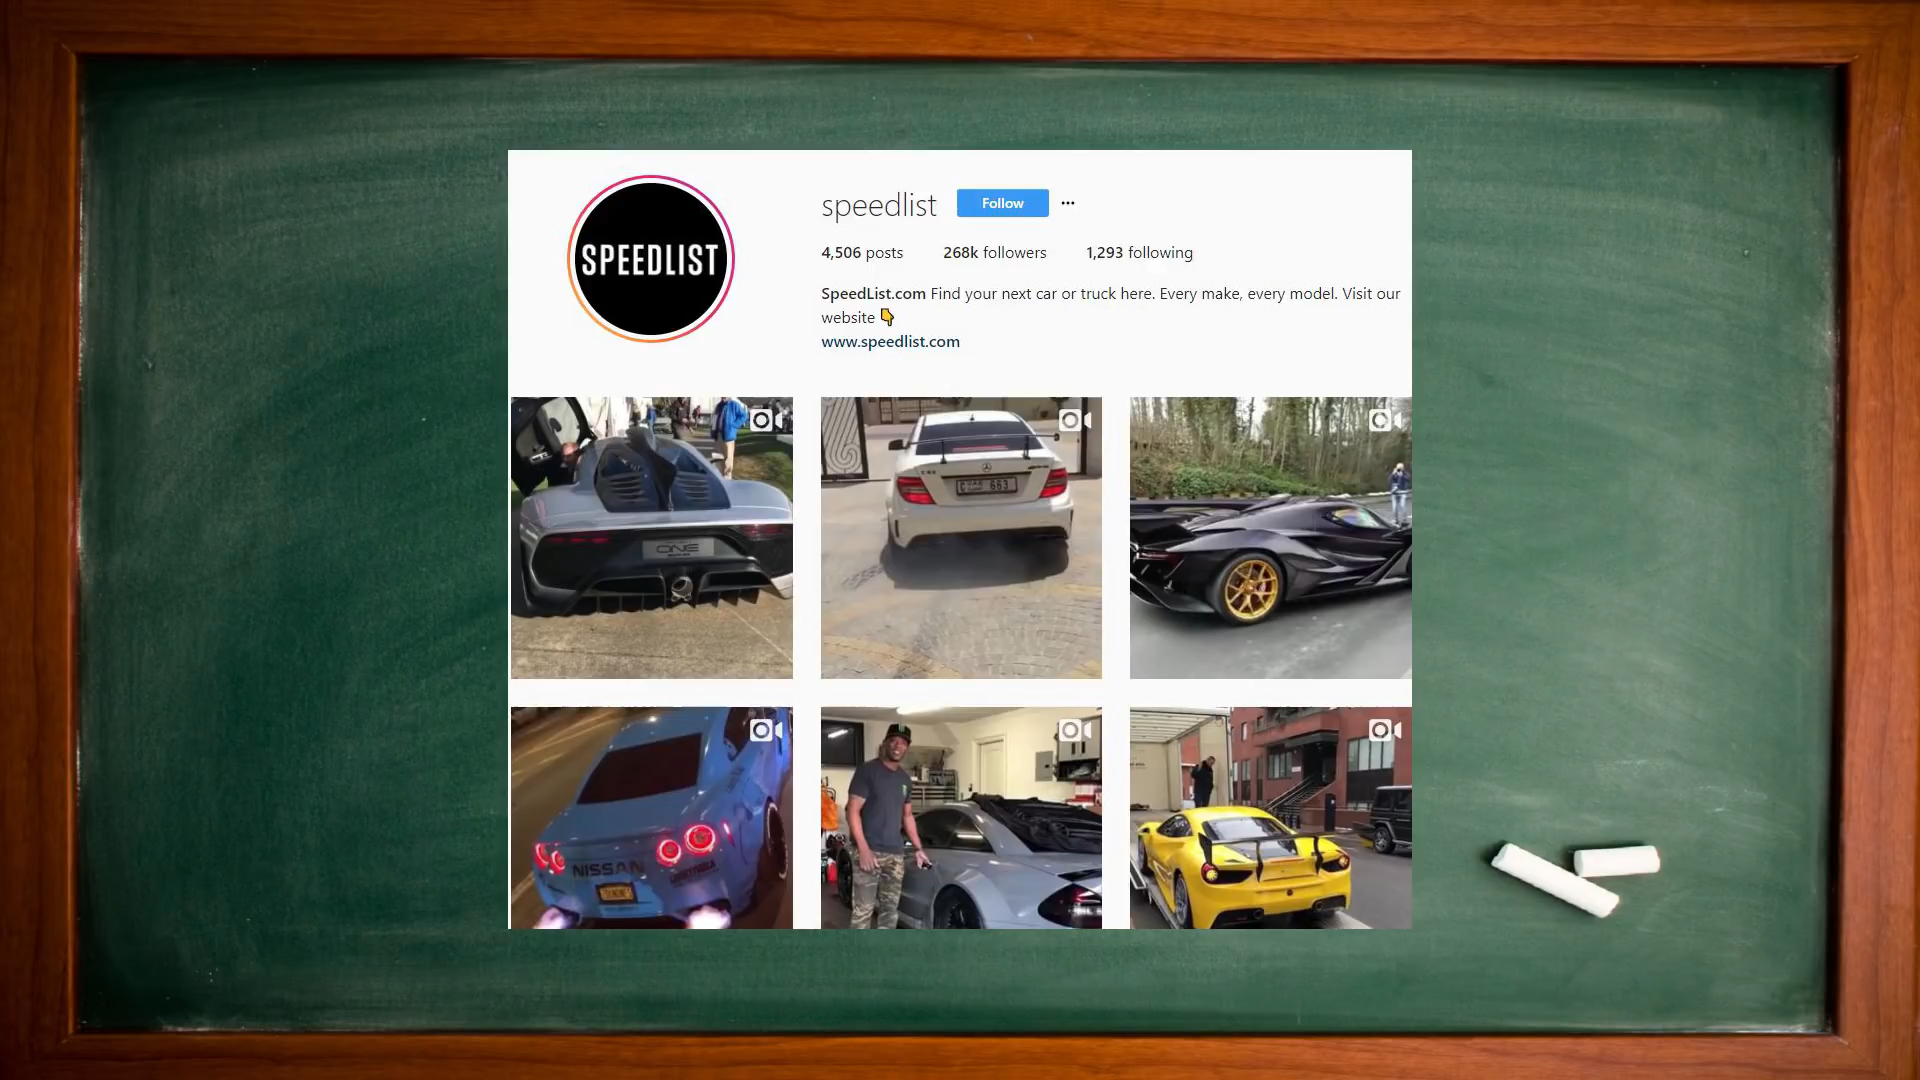 SPEEDLIST
speedlist Follow ...
4,506 posts 268k followers 1,293 following
SpeedList.com Find your next car or truck here. Every make, every model. Visit our
website
www.speedlist.com
ONE
663
NISSAN